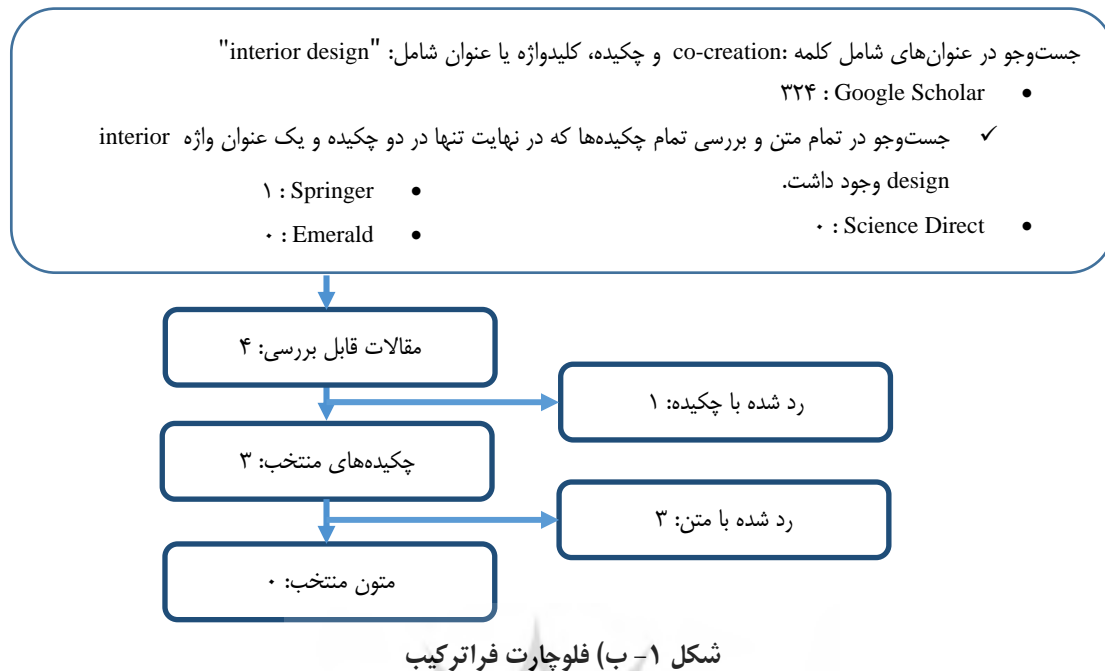 جست‌وجو در عنوان‌های شامل کلمه :co-creation و چکیده، کلیدواژه یا عنوان شامل: "interior design"
• Google Scholar : ۳۲۴
✓ جست‌وجو در تمام متن و بررسی تمام چکیده‌ها که در نهایت تنها در دو چکیده و یک عنوان واژه interior
design وجود داشت.
• Springer : ۱
• Science Direct : ۰
• Emerald : ۰
مقالات قابل بررسی: ۴
رد شده با چکیده: ۱
چکیده‌های منتخب: ۳
رد شده با متن: ۳
متون منتخب: ۰
شکل ۱- ب) فلوچارت فراترکیب